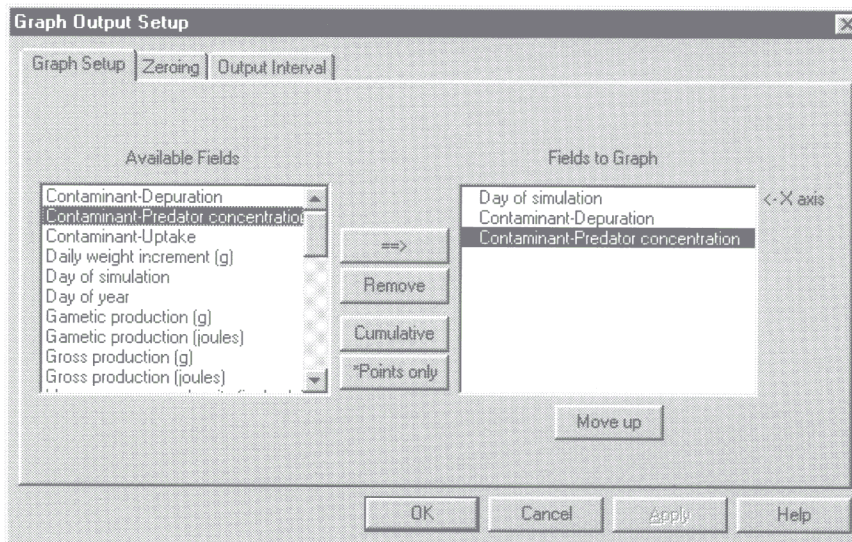 Graph Output Setup
Graph Setup
Zeroing
Output Interval
Available Fields
Contaminant-Depuration
Contaminant-Predator concentratio
Contaminant-Uptake
Daily weight increment (g)
Day of simulation
Day of year
Gametic production (g)
Gametic production (joules)
Gross production (g)
Gross production (joules)
==>
Remove
Cumulative
*Points only
Fields to Graph
Day of simulation
Contaminant-Depuration
Contaminant-Predator concentration
<-X axis
Move up
OK
Cancel
Apply
Help